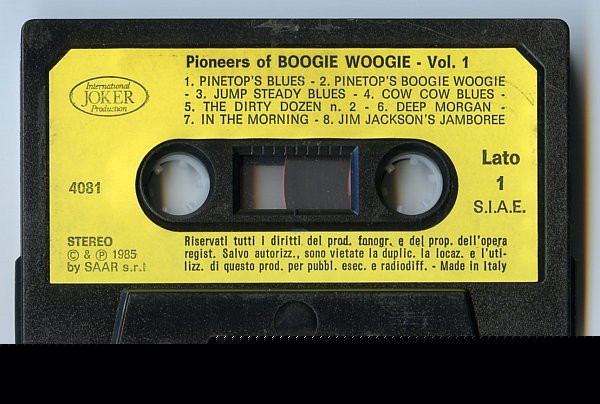 Pioneers of BOOGIE WOOGIE - Vol. 1
International
JOKER
Production
1. PINETOP'S BLUES - 2. PINETOP'S BOOGIE WOOGIE
- 3. JUMP STEADY BLUES - 4. COW COW BLUES -
5. THE DIRTY DOZEN n. 2 - 6. DEEP MORGAN -
7. IN THE MORNING - 8. JIM JACKSON'S JAMBOREE
4081
Lato
1
S.I.A.E.
STEREO
© & ℗ 1985
by SAAR s.r.l
Riservati tutti i diritti del prod. fonogr. e del prop. dell'opera
regist. Salvo autorizz., sono vietate la duplic. la locaz. e l'uti-
lizz. di questo prod. per pubbl. esec. e radiodiff. - Made in Italy